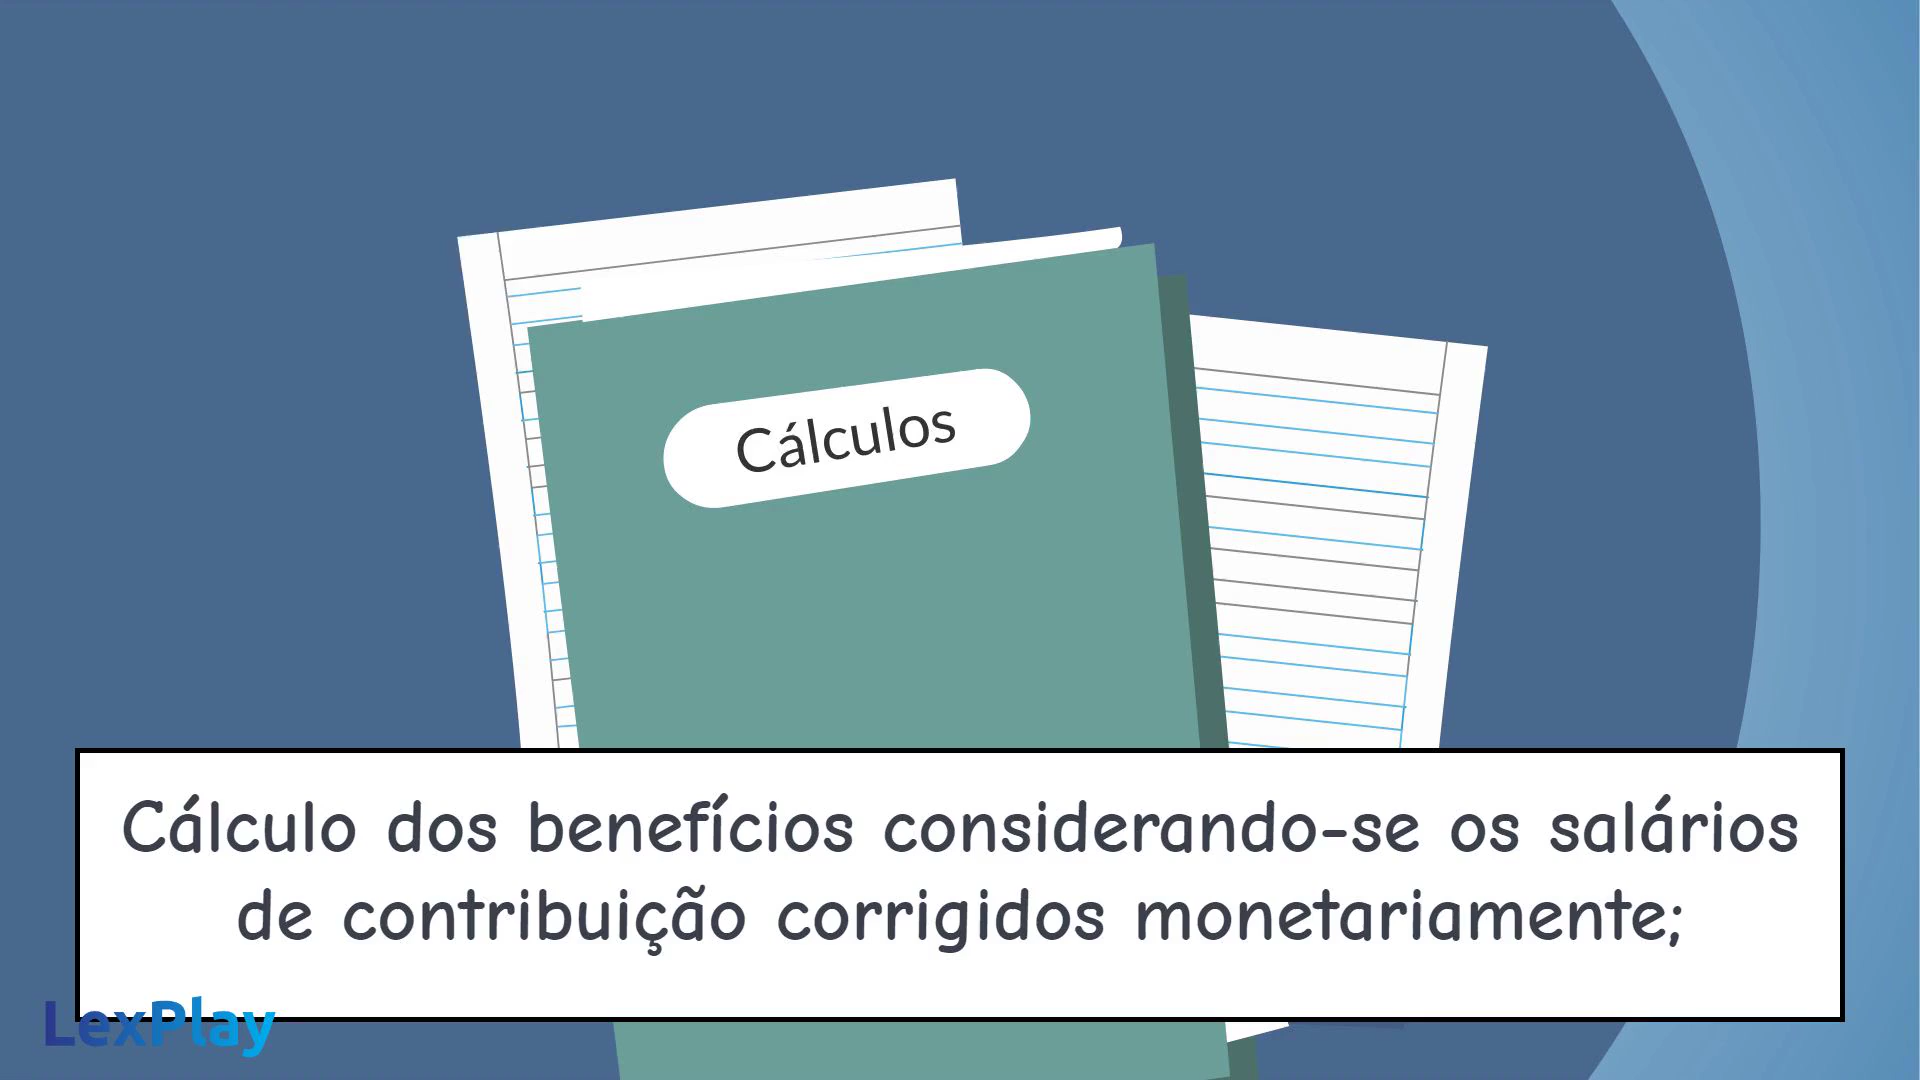 Cálculos
Cálculo dos benefícios considerando-se os salários
de contribuição corrigidos monetariamente;
LexPlay